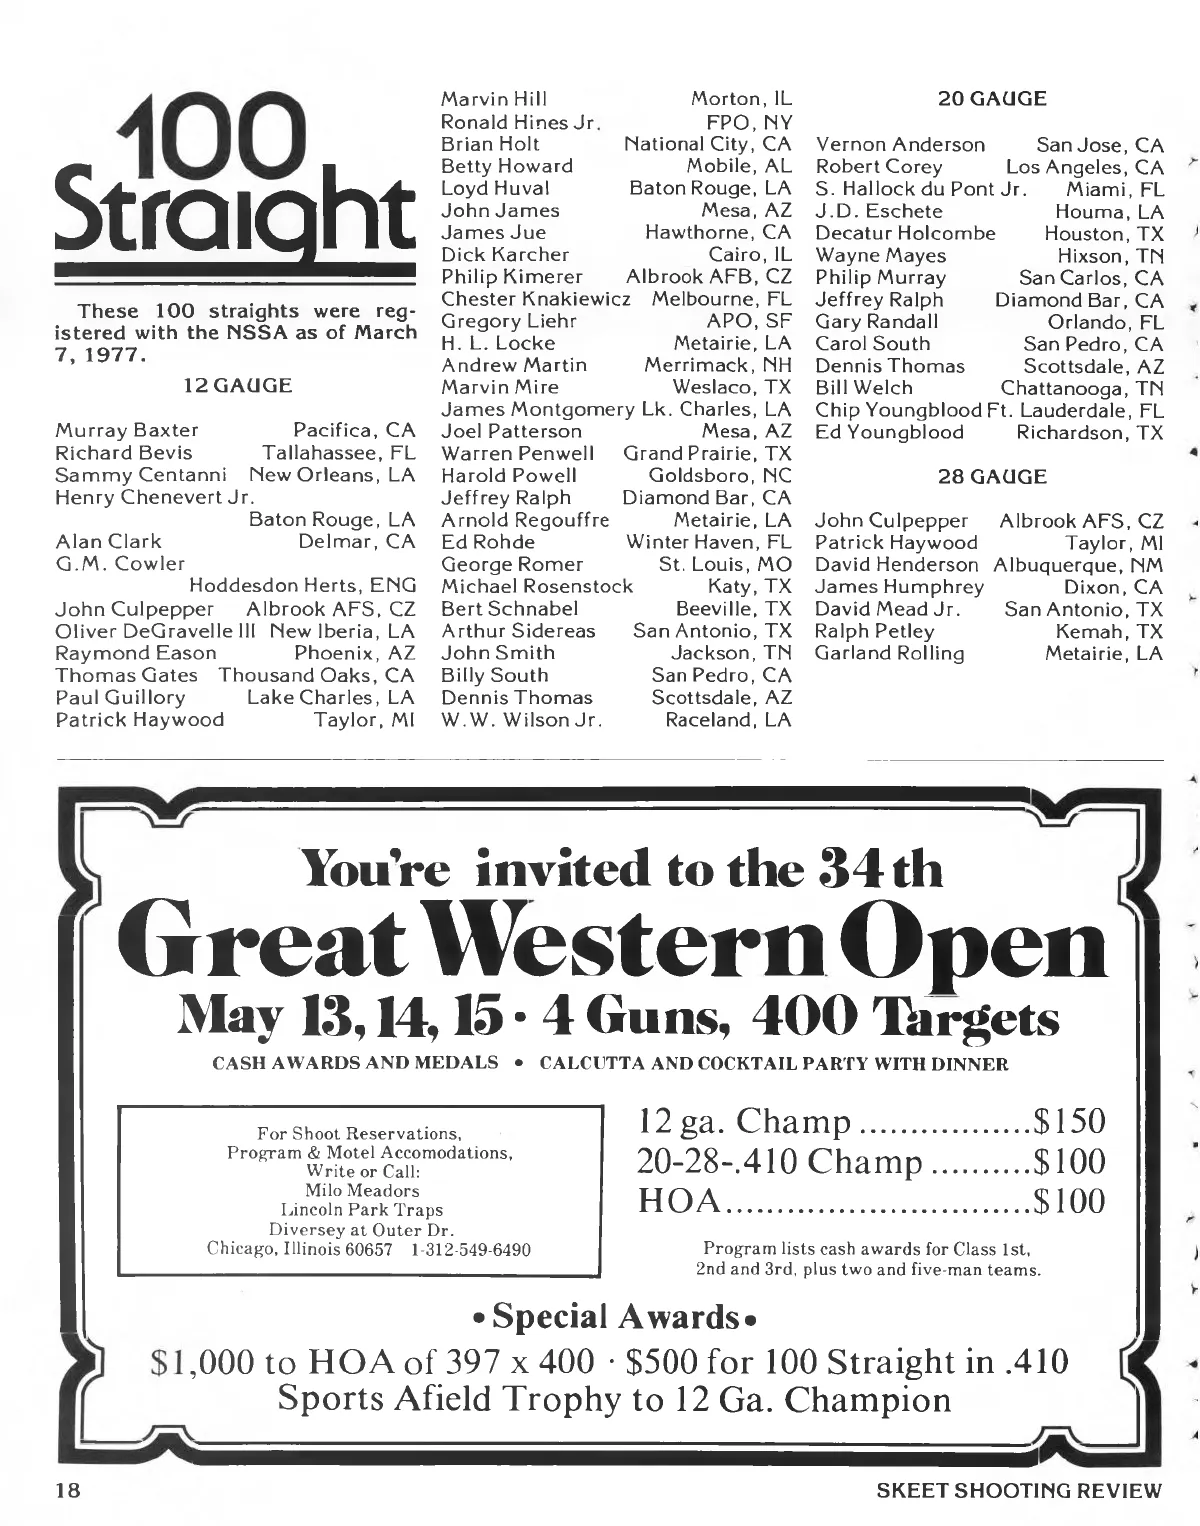 100
Straight
These 100 straights were reg-
istered with the NSSA as of March
7, 1977.
12 GAUGE
Murray Baxter Pacifica, CA
Richard Bevis Tallahassee, FL
Sammy Centanni New Orleans, LA
Henry Chenevert Jr.
Baton Rouge, LA
Alan Clark Delmar, CA
G.M. Cowler
Hoddesdon Herts, ENG
John Culpepper Albrook AFS, CZ
Oliver DeGravelle III New Iberia, LA
Raymond Eason Phoenix, AZ
Thomas Gates Thousand Oaks, CA
Paul Guillory Lake Charles, LA
Patrick Haywood Taylor, MI
Marvin Hill Morton, IL
Ronald Hines Jr. FPO, NY
Brian Holt National City, CA
Betty Howard Mobile, AL
Loyd Huval Baton Rouge, LA
John James Mesa, AZ
James Jue Hawthorne, CA
Dick Karcher Cairo, IL
Philip Kimerer Albrook AFB, CZ
Chester Knakiewicz Melbourne, FL
Gregory Liehr APO, SF
H. L. Locke Metairie, LA
Andrew Martin Merrimack, NH
Marvin Mire Weslaco, TX
James Montgomery Lk. Charles, LA
Joel Patterson Mesa, AZ
Warren Penwell Grand Prairie, TX
Harold Powell Goldsboro, NC
Jeffrey Ralph Diamond Bar, CA
Arnold Regouffre Metairie, LA
Ed Rohde Winter Haven, FL
George Romer St. Louis, MO
Michael Rosenstock Katy, TX
Bert Schnabel Beeville, TX
Arthur Sidereas San Antonio, TX
John Smith Jackson, TN
Billy South San Pedro, CA
Dennis Thomas Scottsdale, AZ
W.W. Wilson Jr. Raceland, LA
20 GAUGE
Vernon Anderson San Jose, CA
Robert Corey Los Angeles, CA
S. Hallock du Pont Jr. Miami, FL
J.D. Eschete Houma, LA
Decatur Holcombe Houston, TX
Wayne Mayes Hixson, TN
Philip Murray San Carlos, CA
Jeffrey Ralph Diamond Bar, CA
Gary Randall Orlando, FL
Carol South San Pedro, CA
Dennis Thomas Scottsdale, AZ
Bill Welch Chattanooga, TN
Chip Youngblood Ft. Lauderdale, FL
Ed Youngblood Richardson, TX
28 GAUGE
John Culpepper Albrook AFS, CZ
Patrick Haywood Taylor, MI
David Henderson Albuquerque, NM
James Humphrey Dixon, CA
David Mead Jr. San Antonio, TX
Ralph Petley Kemah, TX
Garland Rolling Metairie, LA
You're invited to the 34th
Great Western Open
May 13, 14, 15 • 4 Guns, 400 Targets
CASH AWARDS AND MEDALS • CALCUTTA AND COCKTAIL PARTY WITH DINNER
For Shoot Reservations,
Program & Motel Accomodations,
Write or Call:
Milo Meadors
Lincoln Park Traps
Diversey at Outer Dr.
Chicago, Illinois 60657 1-312-549-6490
12 ga. Champ .................$150
20-28-.410 Champ ..........$100
HOA...............................$100
Program lists cash awards for Class 1st,
2nd and 3rd, plus two and five-man teams.
• Special Awards •
$1,000 to HOA of 397 x 400 · $500 for 100 Straight in .410
Sports Afield Trophy to 12 Ga. Champion
18
SKEET SHOOTING REVIEW